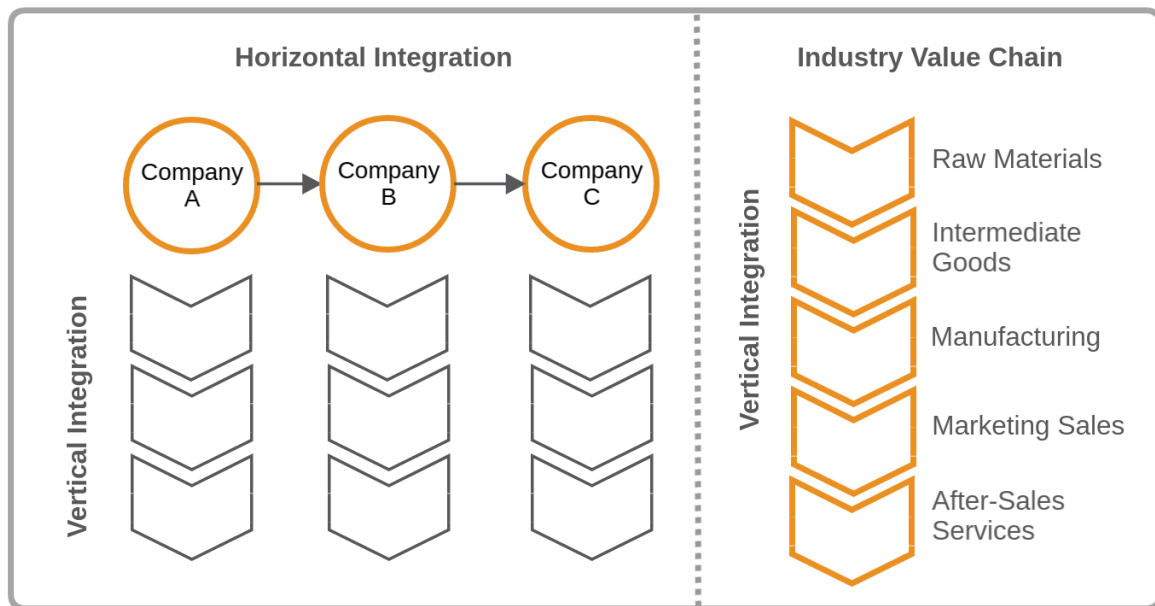 Horizontal Integration
Company
A
Company
B
Company
C
Vertical Integration
Industry Value Chain
Vertical Integration
Raw Materials
Intermediate
Goods
Manufacturing
Marketing Sales
After-Sales
Services